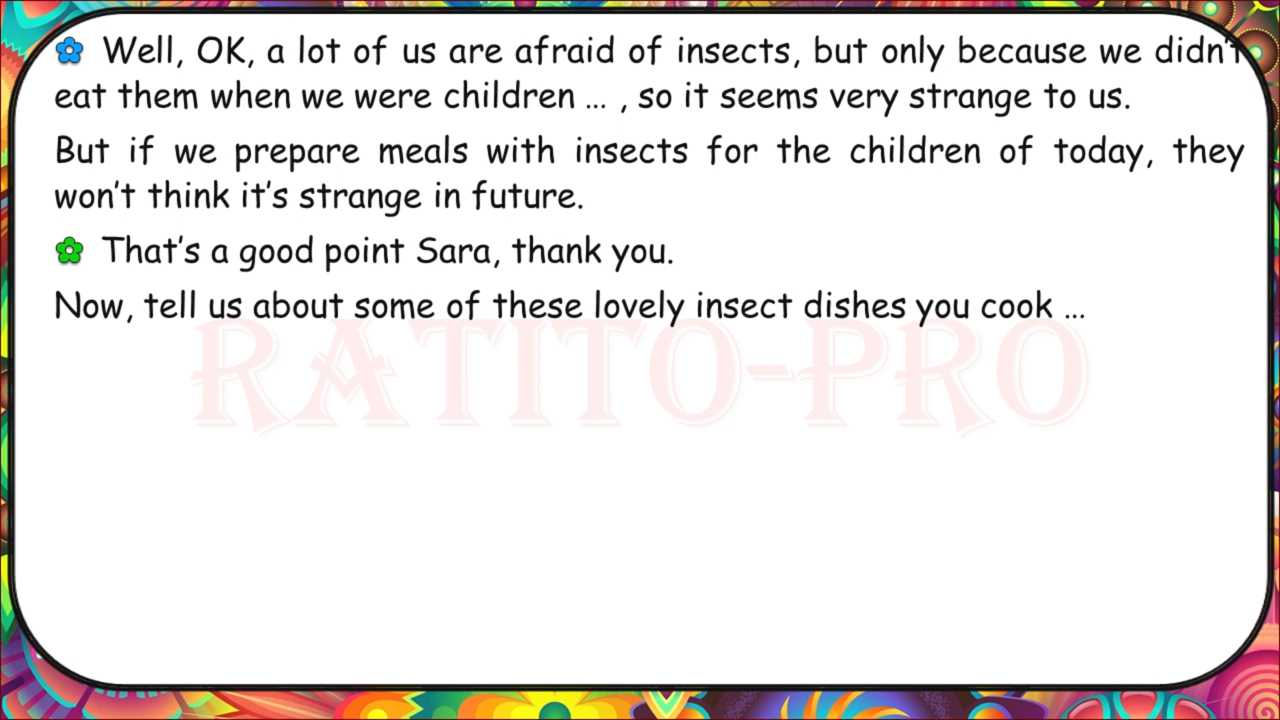 Well, OK, a lot of us are afraid of insects, but only because we didn't
eat them when we were children ... , so it seems very strange to us.
But if we prepare meals with insects for the children of today, they
won't think it's strange in future.
That's a good point Sara, thank you.
Now, tell us about some of these lovely insect dishes you cook ...
RATITO-PRO